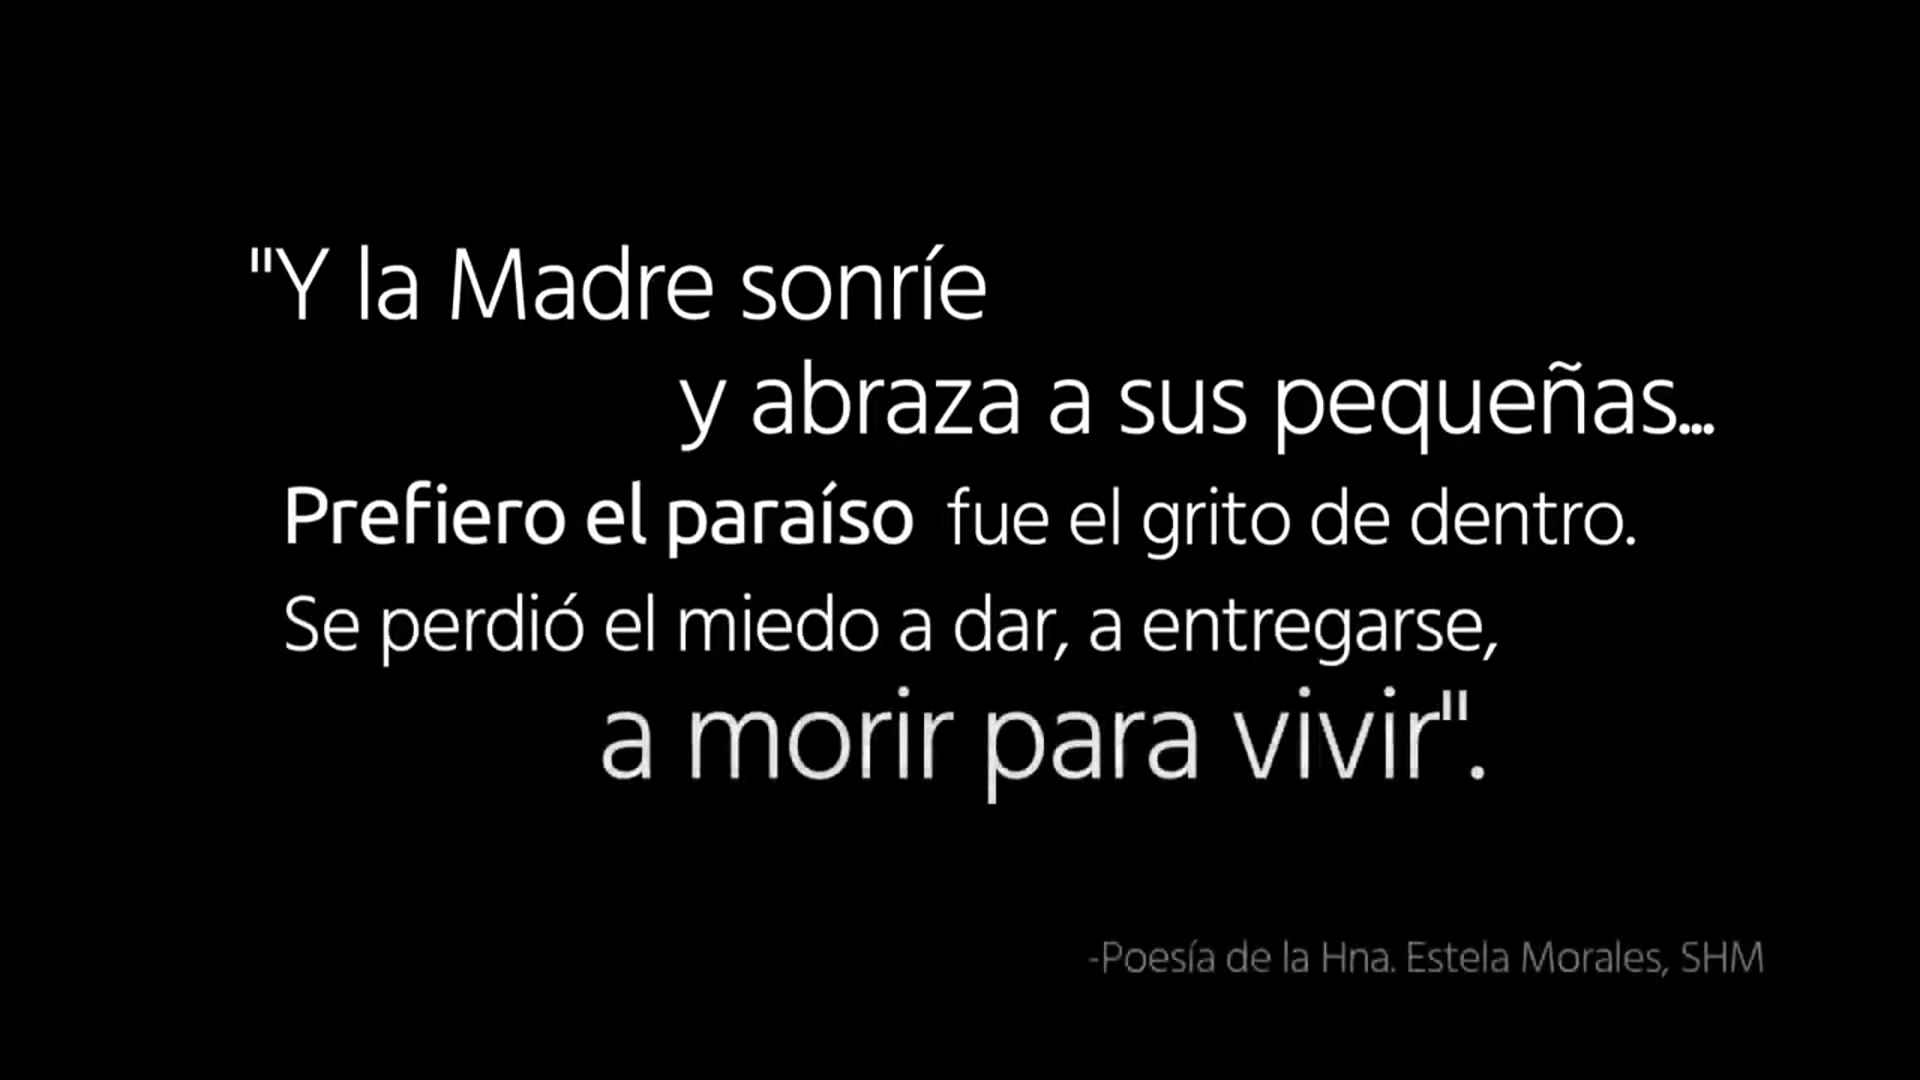 "Y la Madre sonríe
y abraza a sus pequeñas...
Prefiero el paraíso fue el grito de dentro.
Se perdió el miedo a dar, a entregarse,
a morir para vivir".
-Poesía de la Hna. Estela Morales, SHM